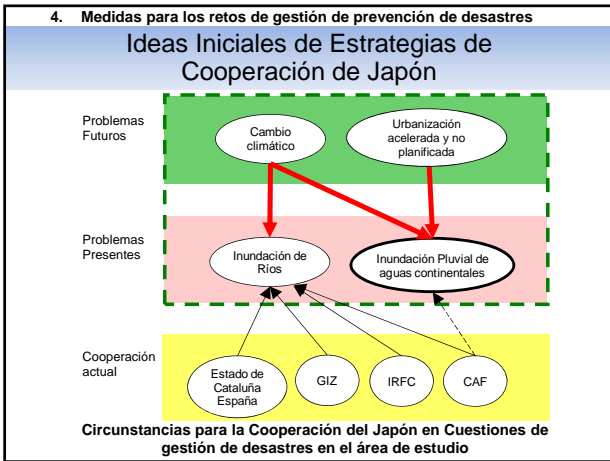 4. Medidas para los retos de gestión de prevención de desastres
Ideas Iniciales de Estrategias de
Cooperación de Japón
Problemas
Futuros
Cambio
climático
Urbanización
acelerada y no
planificada
Problemas
Presentes
Inundación de
Ríos
Inundación Pluvial de
aguas continentales
Cooperación
actual
Estado de
Cataluña
España
GIZ
IRFC
CAF
Circunstancias para la Cooperación del Japón en Cuestiones de
gestión de desastres en el área de estudio